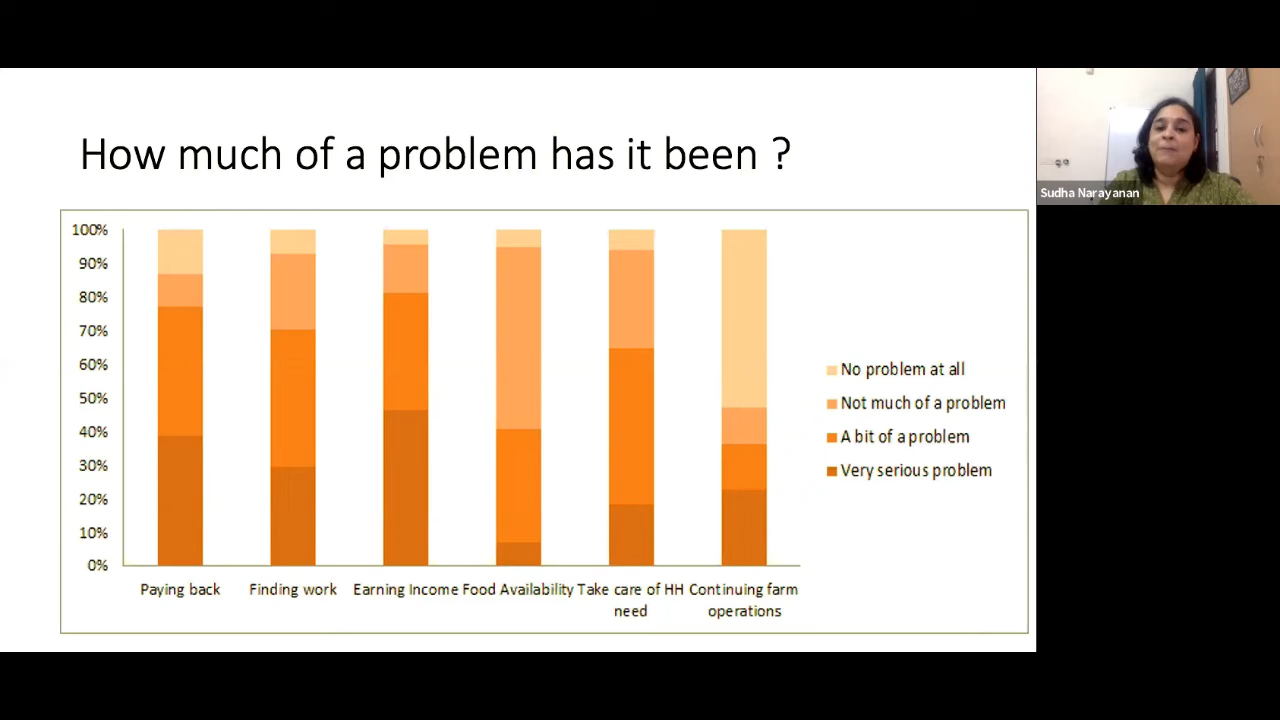 How much of a problem has it been ?
Sudha Narayanan
100%
90%
80%
70%
60%
50%
40%
30%
20%
10%
0%
Paying back
Finding work
Earning Income
Food Availability
Take care of HH
need
Continuing farm
operations
No problem at all
Not much of a problem
A bit of a problem
Very serious problem